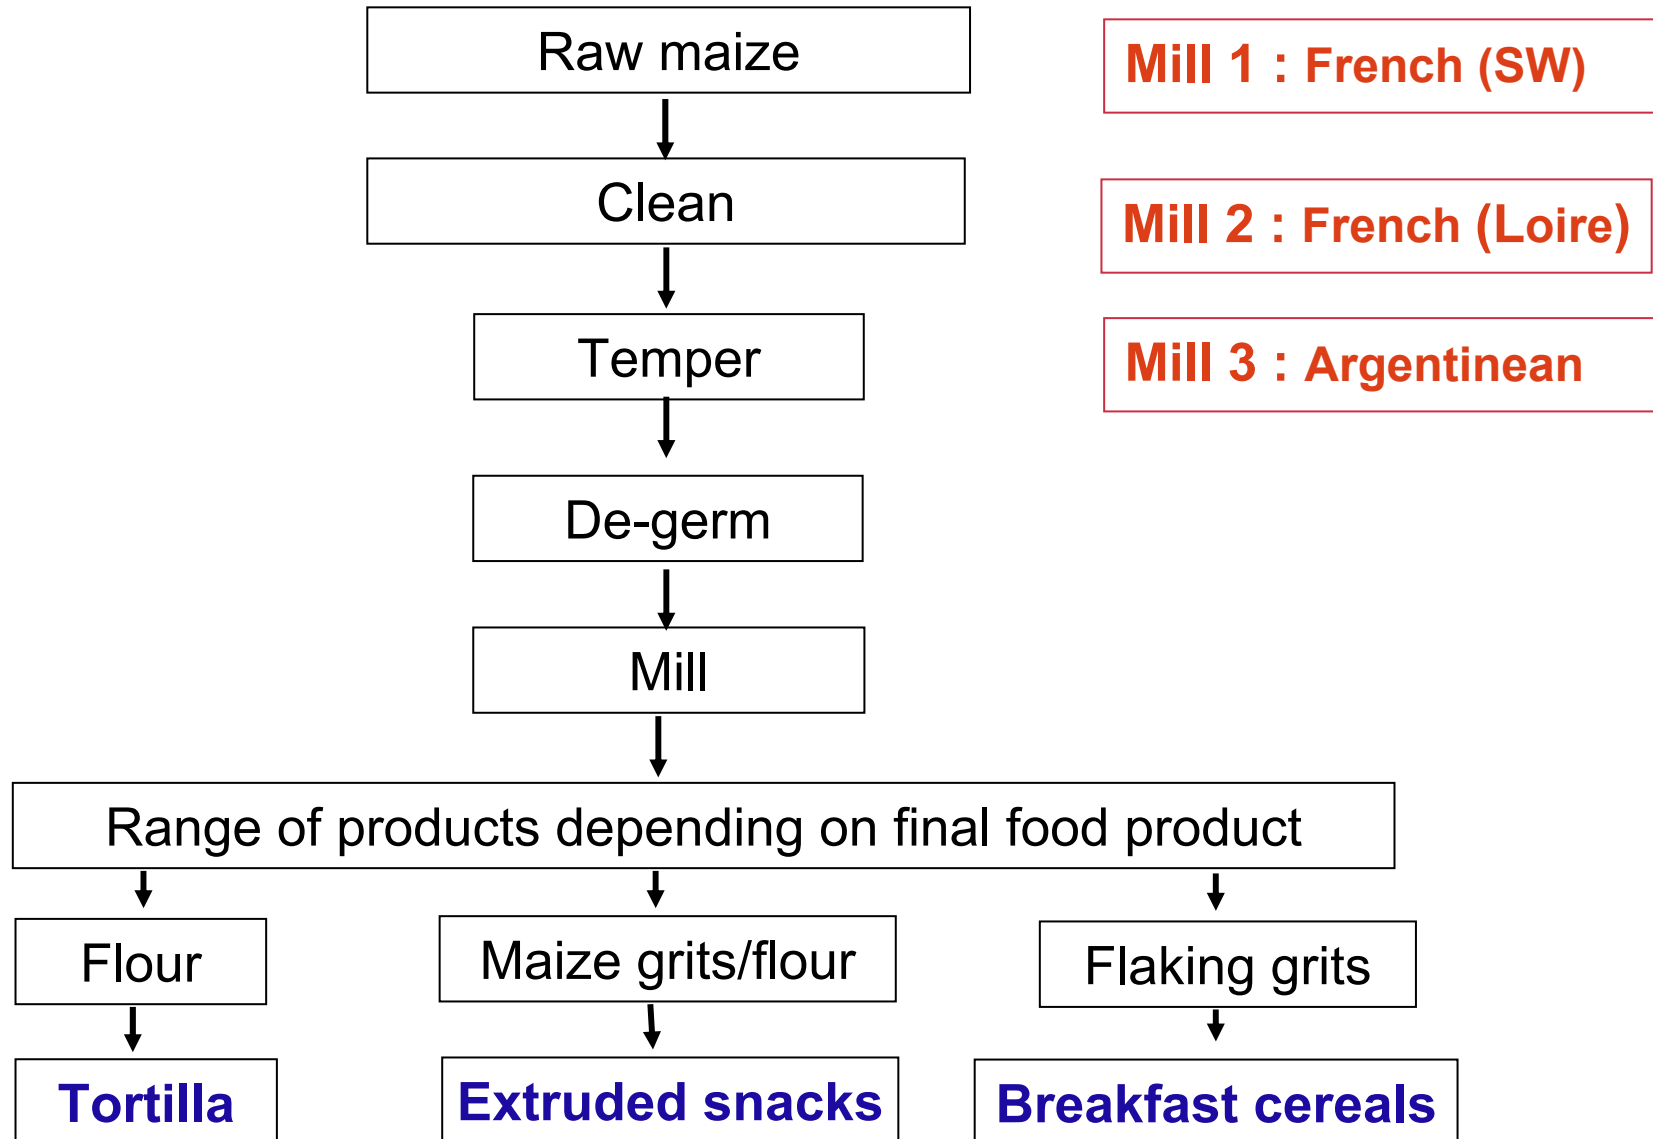 Raw maize
Clean
Temper
De-germ
Mill
Range of products depending on final food product
Flour
Maize grits/flour
Flaking grits
Tortilla
Extruded snacks
Breakfast cereals
Mill 1 : French (SW)
Mill 2 : French (Loire)
Mill 3 : Argentinean